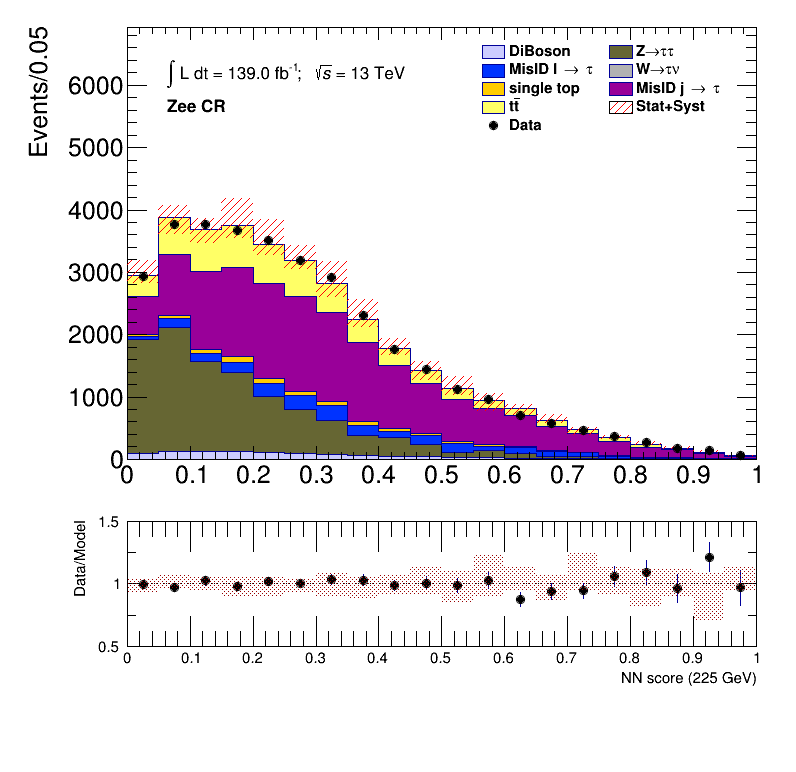 Events/0.05
6000
5000
4000
3000
2000
1000
0
∫ L dt = 139.0 fb⁻¹; √s = 13 TeV
Zee CR
DiBoson
MisID l → τ
single top
tt̄
Data
Z→ττ
W→τν
MisID j → τ
Stat+Syst
0 0.1 0.2 0.3 0.4 0.5 0.6 0.7 0.8 0.9 1
Data/Model
1.5
1
0.5
0 0.1 0.2 0.3 0.4 0.5 0.6 0.7 0.8 0.9 1
NN score (225 GeV)